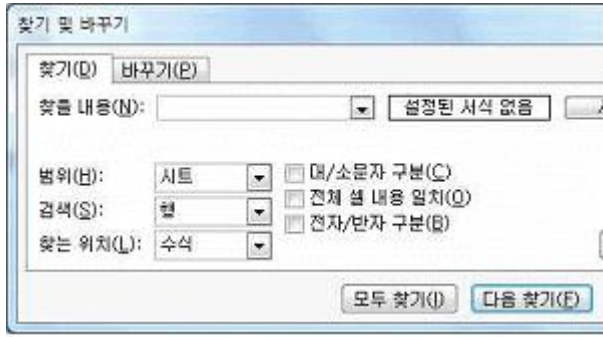 찾기 및 바꾸기
찾기(D) 바꾸기(P)
찾을 내용(N): 설정된 서식 없음
범위(H): 시트 대/소문자 구분(C)
전체 셀 내용 일치(O)
검색(S): 행
전자/반자 구분(B)
찾는 위치(L): 수식
모두 찾기(I) 다음 찾기(F)